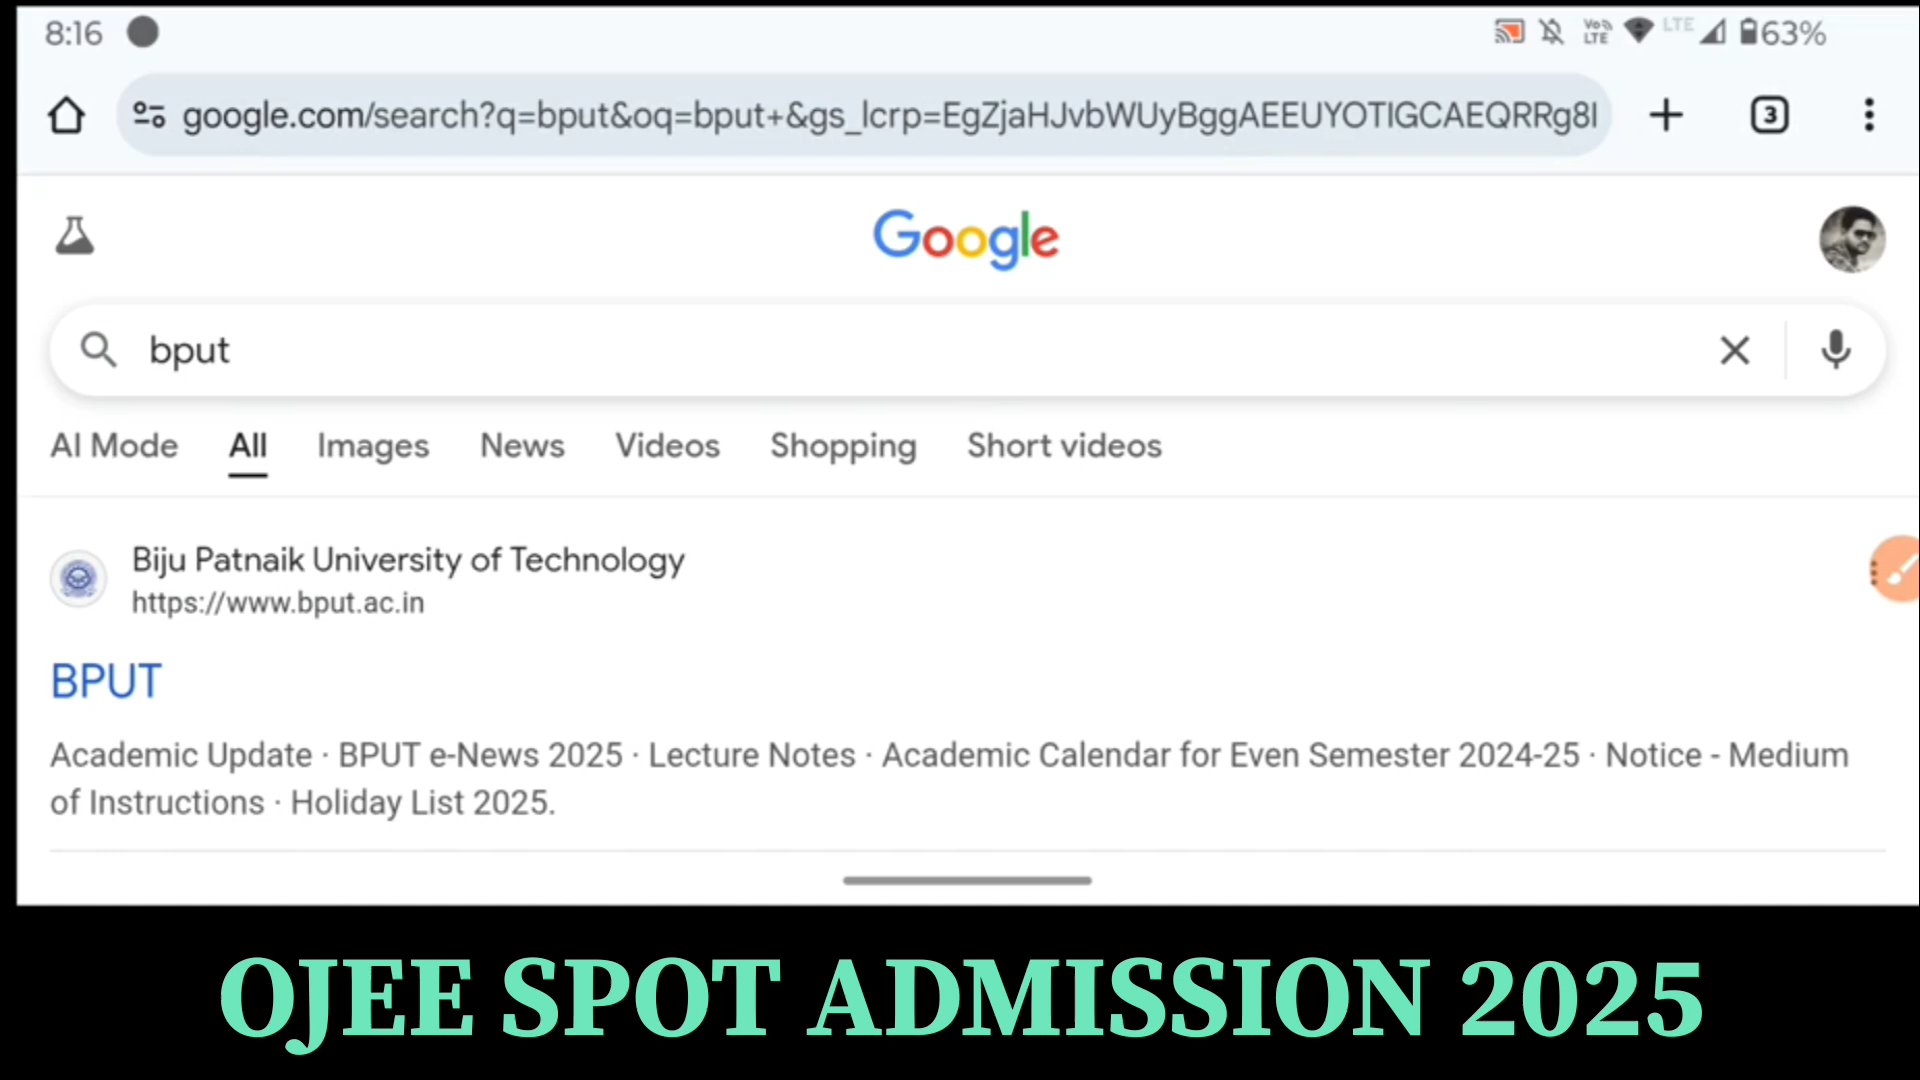 8:16
Vo)) LTE
LTE
63%
google.com/search?q=bput&oq=bput+&gs_lcrp=EgZjaHJvbWUyBggAEEUYOTIGCAEQRRg8I
3
Google
bput
AI Mode All Images News Videos Shopping Short videos
Biju Patnaik University of Technology
https://www.bput.ac.in
BPUT
Academic Update · BPUT e-News 2025 · Lecture Notes · Academic Calendar for Even Semester 2024-25 · Notice - Medium
of Instructions · Holiday List 2025.
OJEE SPOT ADMISSION 2025